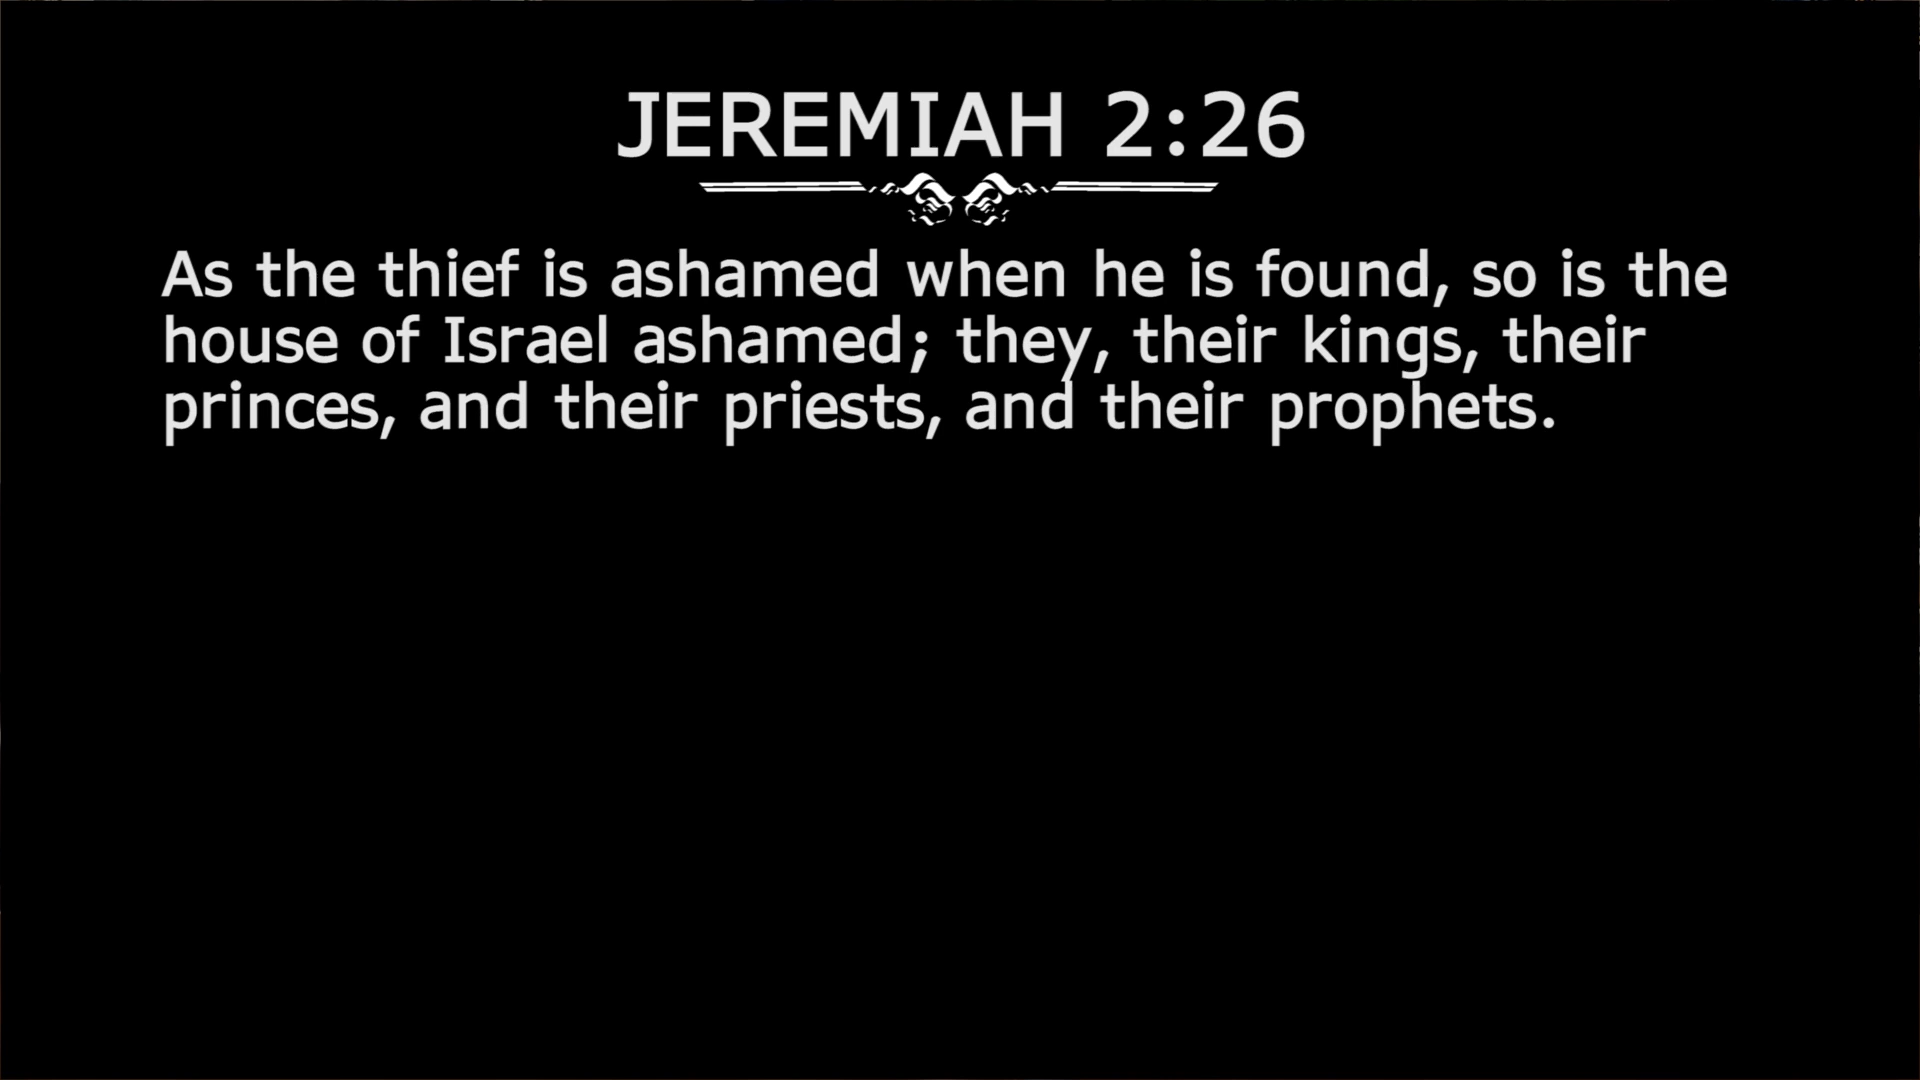 JEREMIAH 2:26
As the thief is ashamed when he is found, so is the
house of Israel ashamed; they, their kings, their
princes, and their priests, and their prophets.